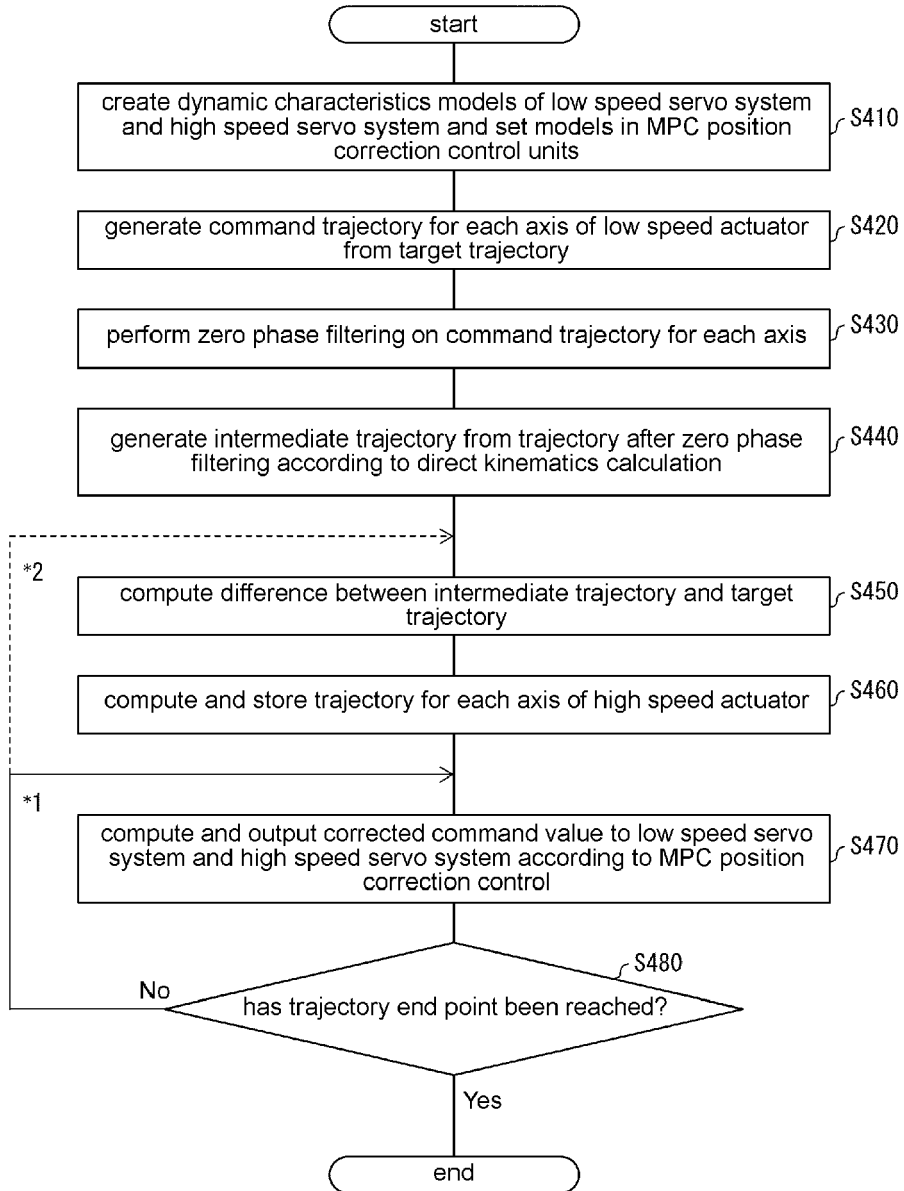 start
create dynamic characteristics models of low speed servo system
and high speed servo system and set models in MPC position
correction control units
S410
generate command trajectory for each axis of low speed actuator
from target trajectory
S420
perform zero phase filtering on command trajectory for each axis
S430
generate intermediate trajectory from trajectory after zero phase
filtering according to direct kinematics calculation
S440
*2
compute difference between intermediate trajectory and target
trajectory
S450
compute and store trajectory for each axis of high speed actuator
S460
*1
compute and output corrected command value to low speed servo
system and high speed servo system according to MPC position
correction control
S470
S480
No
has trajectory end point been reached?
Yes
end